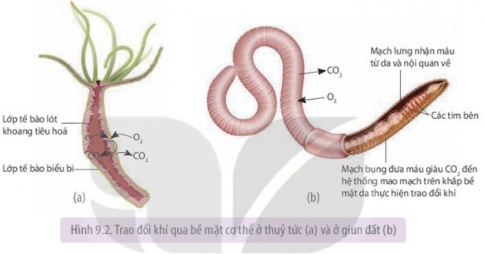 Lớp tế bào lót
khoang tiêu hoá
O₂
CO₂
Lớp tế bào biểu bì
(a)
CO₂
O₂
Mạch lưng nhận máu
từ da và nội quan về
Các tim bên
Mạch bụng đưa máu giàu CO₂ đến
hệ thống mao mạch trên khắp bề
mặt da thực hiện trao đổi khí
(b)
Hình 9.2. Trao đổi khí qua bề mặt cơ thể ở thuỷ tức (a) và ở giun đất (b)